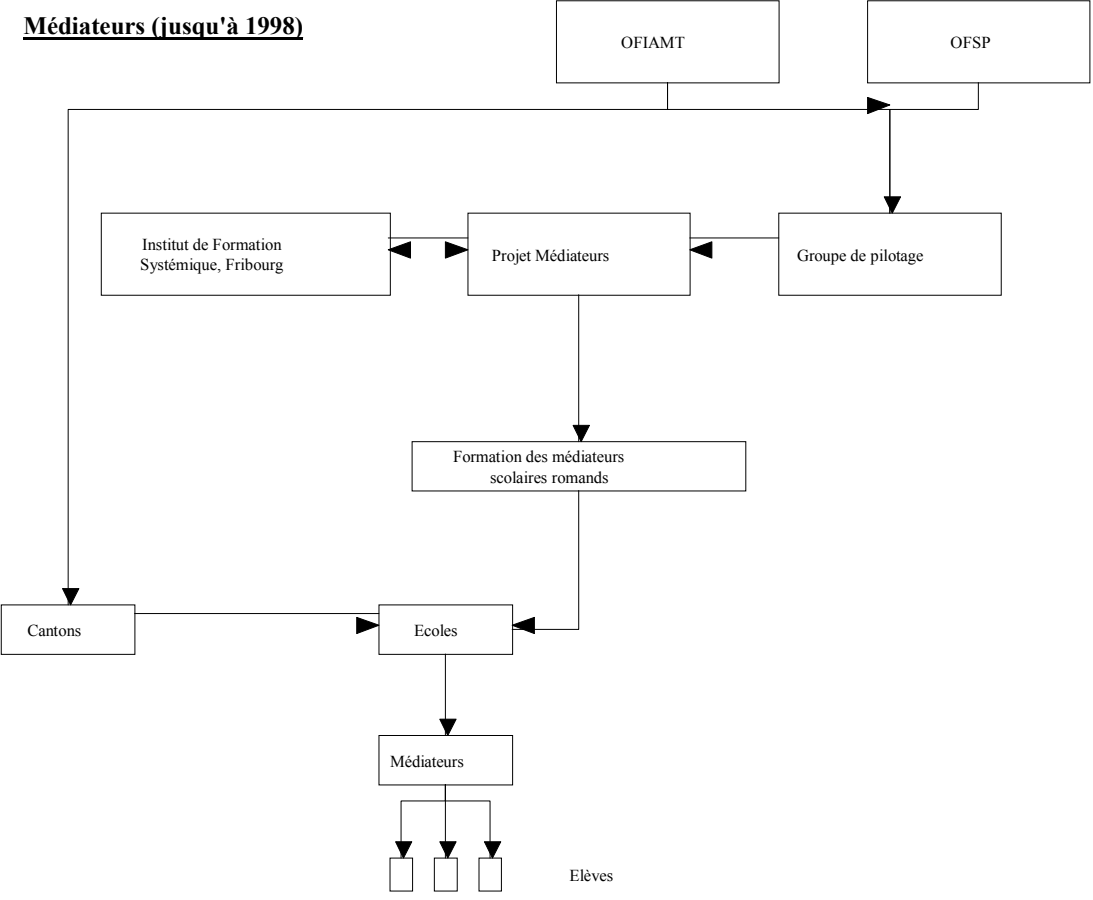 Médiateurs (jusqu'à 1998)
OFIAMT
OFSP
Institut de Formation
Systémique, Fribourg
Projet Médiateurs
Groupe de pilotage
Formation des médiateurs
scolaires romands
Cantons
Ecoles
Médiateurs
Elèves